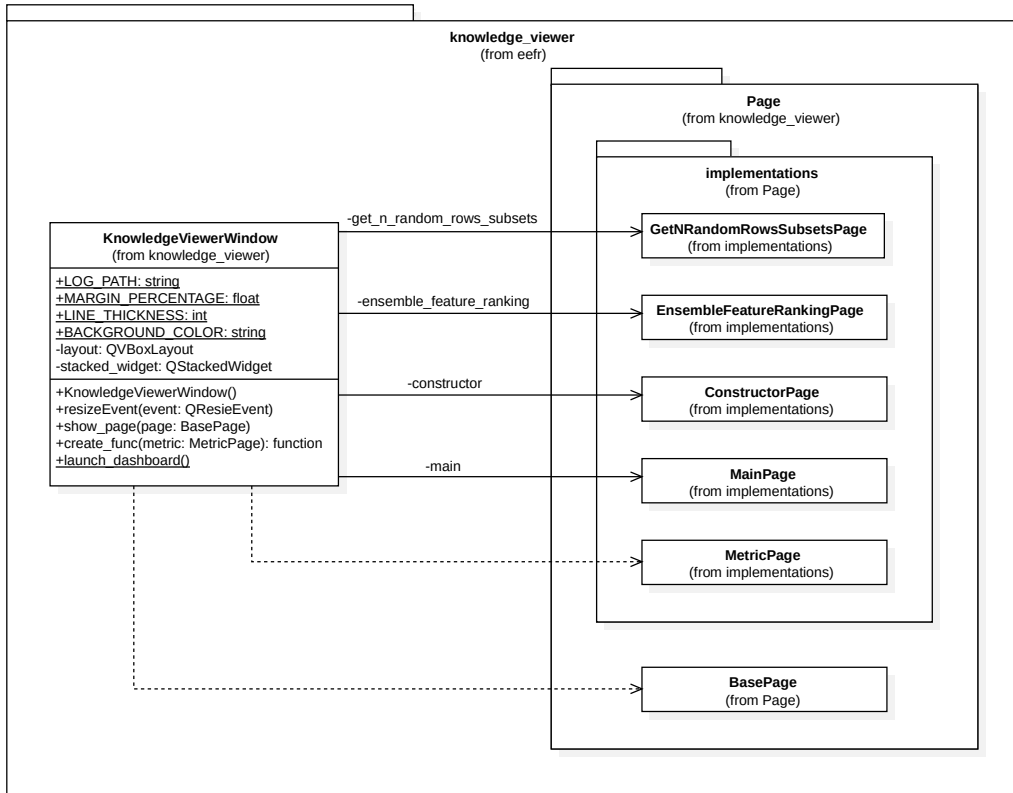 knowledge_viewer
(from eefr)
Page
(from knowledge_viewer)
implementations
(from Page)
KnowledgeViewerWindow
(from knowledge_viewer)
+LOG_PATH: string
+MARGIN_PERCENTAGE: float
+LINE_THICKNESS: int
+BACKGROUND_COLOR: string
-layout: QVBoxLayout
-stacked_widget: QStackedWidget
+KnowledgeViewerWindow()
+resizeEvent(event: QResieEvent)
+show_page(page: BasePage)
+create_func(metric: MetricPage): function
+launch_dashboard()
-get_n_random_rows_subsets
GetNRandomRowsSubsetsPage
(from implementations)
-ensemble_feature_ranking
EnsembleFeatureRankingPage
(from implementations)
-constructor
ConstructorPage
(from implementations)
-main
MainPage
(from implementations)
MetricPage
(from implementations)
BasePage
(from Page)